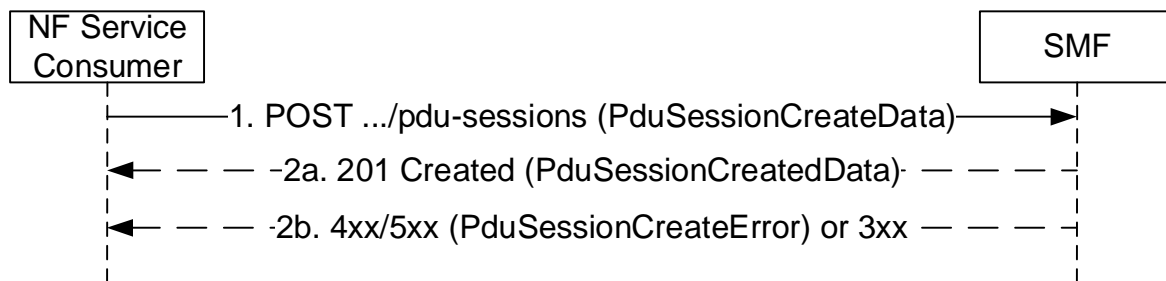 NF Service
Consumer
SMF
1. POST .../pdu-sessions (PduSessionCreateData)
2a. 201 Created (PduSessionCreatedData)
2b. 4xx/5xx (PduSessionCreateError) or 3xx